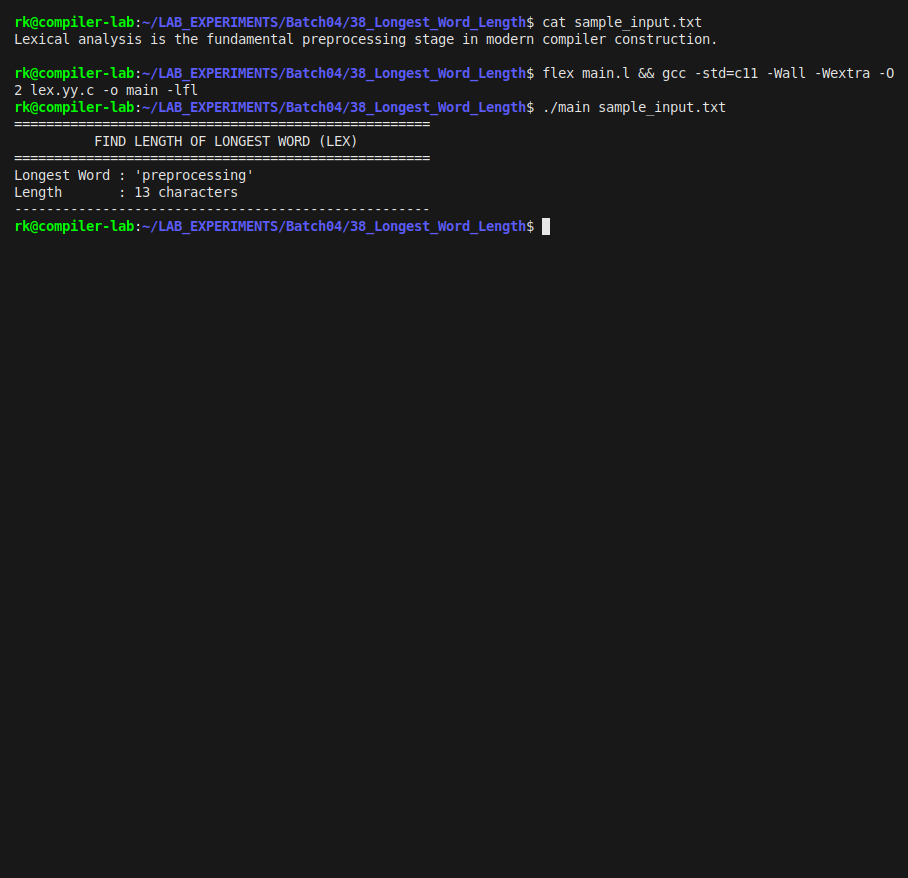 rk@compiler-lab:~/LAB_EXPERIMENTS/Batch04/38_Longest_Word_Length$ cat sample_input.txt
Lexical analysis is the fundamental preprocessing stage in modern compiler construction.
rk@compiler-lab:~/LAB_EXPERIMENTS/Batch04/38_Longest_Word_Length$ flex main.l && gcc -std=c11 -Wall -Wextra -O
2 lex.yy.c -o main -lfl
rk@compiler-lab:~/LAB_EXPERIMENTS/Batch04/38_Longest_Word_Length$ ./main sample_input.txt
====================================================
          FIND LENGTH OF LONGEST WORD (LEX)
====================================================
Longest Word : 'preprocessing'
Length       : 13 characters
----------------------------------------------------
rk@compiler-lab:~/LAB_EXPERIMENTS/Batch04/38_Longest_Word_Length$